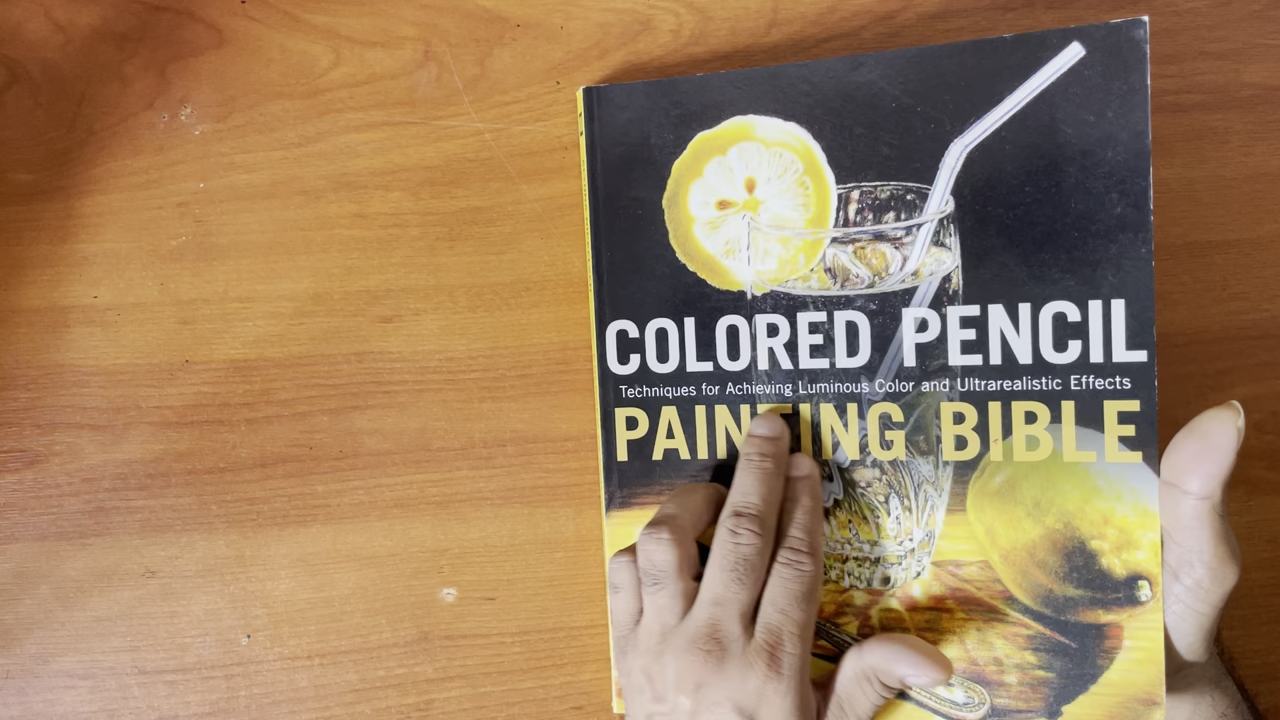 COLORED PENCIL
Techniques for Achieving Luminous Color and Ultrarealistic Effects
PAINTING BIBLE